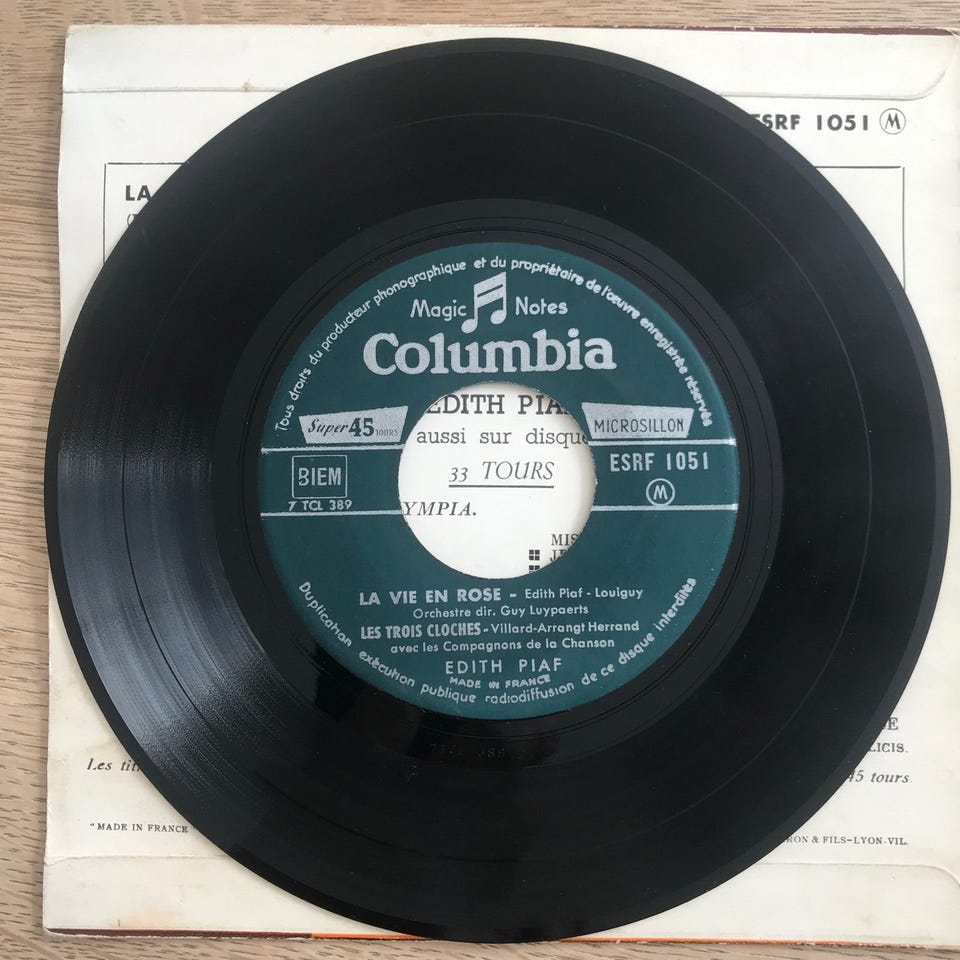 ESRF 1051 Ⓜ
LA
Tous droits du producteur phonographique et du propriétaire de l'œuvre enregistrée réservés
Magic Notes
Columbia
Super 45 TOURS
MICROSILLON
BIEM
7 TCL 389
ESRF 1051
Ⓜ
EDITH PIA
aussi sur disque
33 TOURS
YMPIA.
MIS
LA VIE EN ROSE - Edith Piaf - Louiguy
Orchestre dir. Guy Luypaerts
LES TROIS CLOCHES - Villard-Arrangt Herrand
avec les Compagnons de la Chanson
EDITH PIAF
MADE IN FRANCE
Duplication exécution publique radiodiffusion de ce disque interdites
E
LICIS.
Les tit
45 tours
"MADE IN FRANCE"
RON & FILS-LYON-VIL.